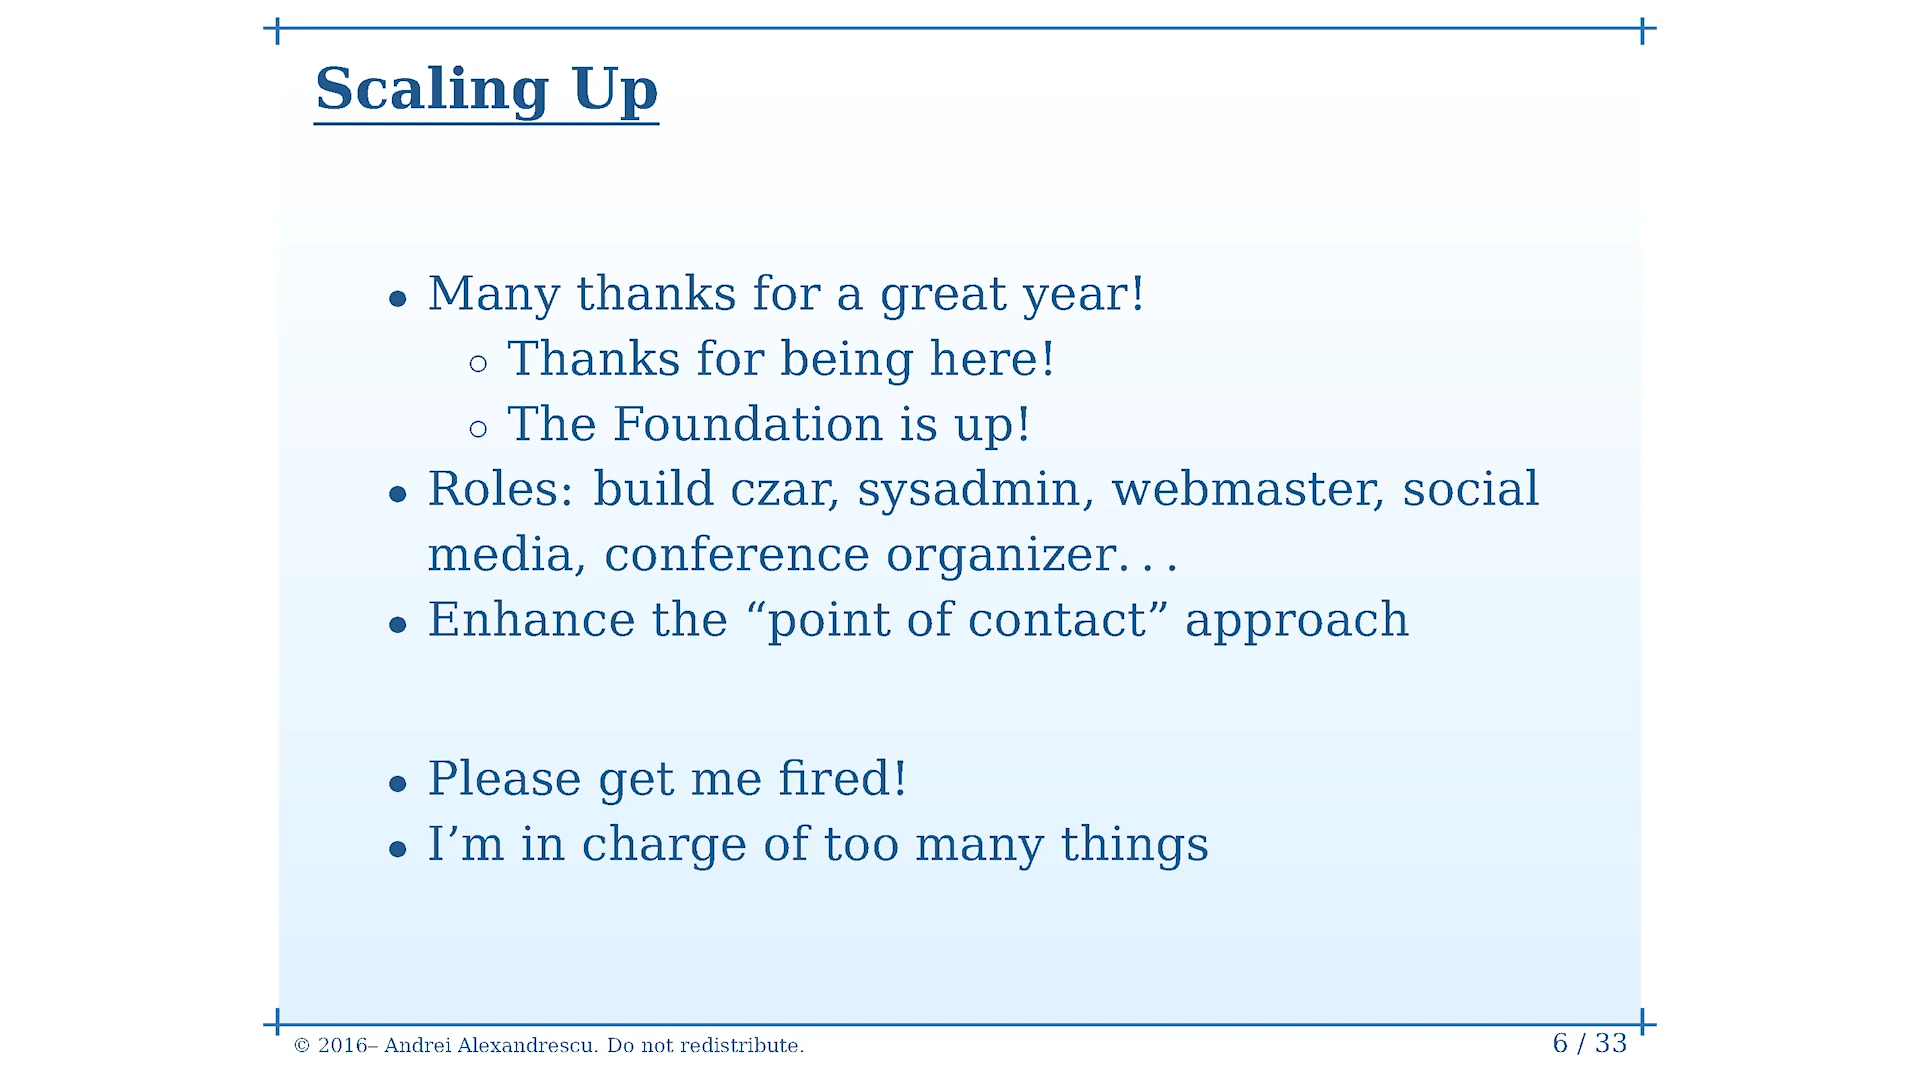 Scaling Up
• Many thanks for a great year!
◦ Thanks for being here!
◦ The Foundation is up!
• Roles: build czar, sysadmin, webmaster, social
media, conference organizer. . .
• Enhance the “point of contact” approach
• Please get me fired!
• I’m in charge of too many things
© 2016– Andrei Alexandrescu. Do not redistribute.
6 / 33